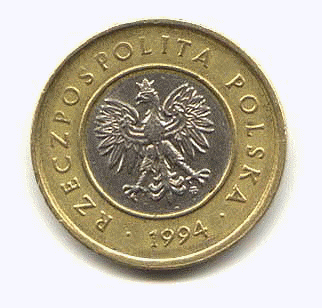 RZECZPOSPOLITA POLSKA
· 1994 ·